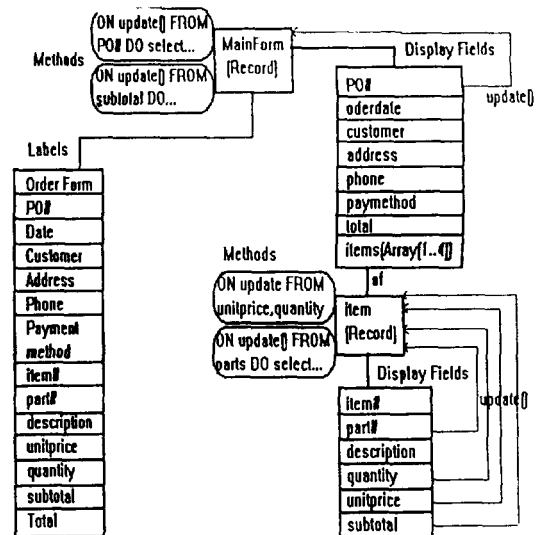 ON update() FROM
PO# DO select...
Methods
ON update() FROM
subtotal DO...
MainForm
{Record}
Display Fields
update()
PO#
oderdate
customer
address
phone
paymethod
total
items{Array[1..4]}
of
Labels
Order Form
PO#
Date
Customer
Address
Phone
Payment
method
item#
part#
description
unitprice
quantity
subtotal
Total
Methods
ON update FROM
unitprice,quantity
ON update() FROM
parts DO select...
item
{Record}
Display Fields
update()
item#
part#
description
quantity
unitprice
subtotal